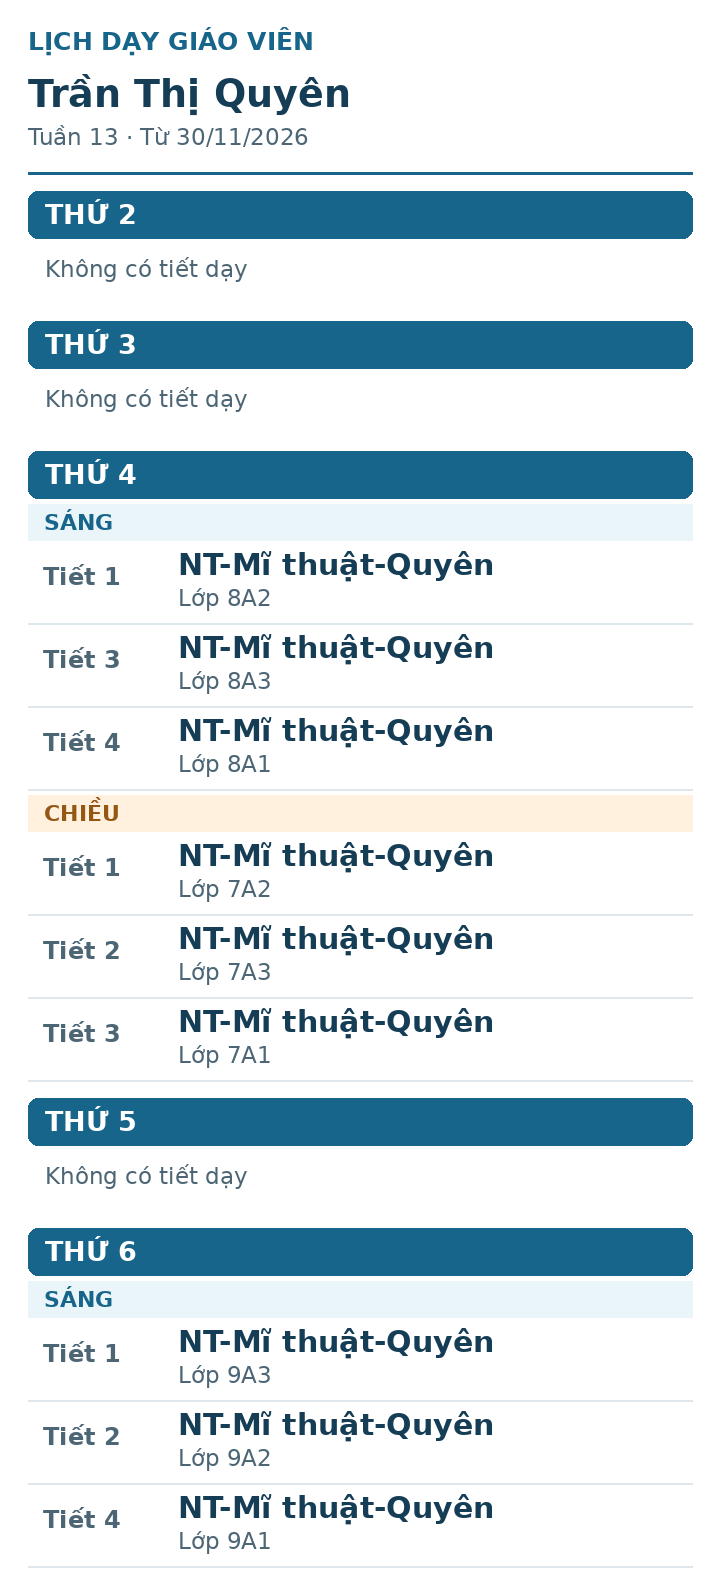 LỊCH DẠY GIÁO VIÊN
Trần Thị Quyên
Tuần 13 · Từ 30/11/2026
THỨ 2
Không có tiết dạy
THỨ 3
Không có tiết dạy
THỨ 4
SÁNG
Tiết 1 NT-Mĩ thuật-Quyên
Lớp 8A2
Tiết 3 NT-Mĩ thuật-Quyên
Lớp 8A3
Tiết 4 NT-Mĩ thuật-Quyên
Lớp 8A1
CHIỀU
Tiết 1 NT-Mĩ thuật-Quyên
Lớp 7A2
Tiết 2 NT-Mĩ thuật-Quyên
Lớp 7A3
Tiết 3 NT-Mĩ thuật-Quyên
Lớp 7A1
THỨ 5
Không có tiết dạy
THỨ 6
SÁNG
Tiết 1 NT-Mĩ thuật-Quyên
Lớp 9A3
Tiết 2 NT-Mĩ thuật-Quyên
Lớp 9A2
Tiết 4 NT-Mĩ thuật-Quyên
Lớp 9A1